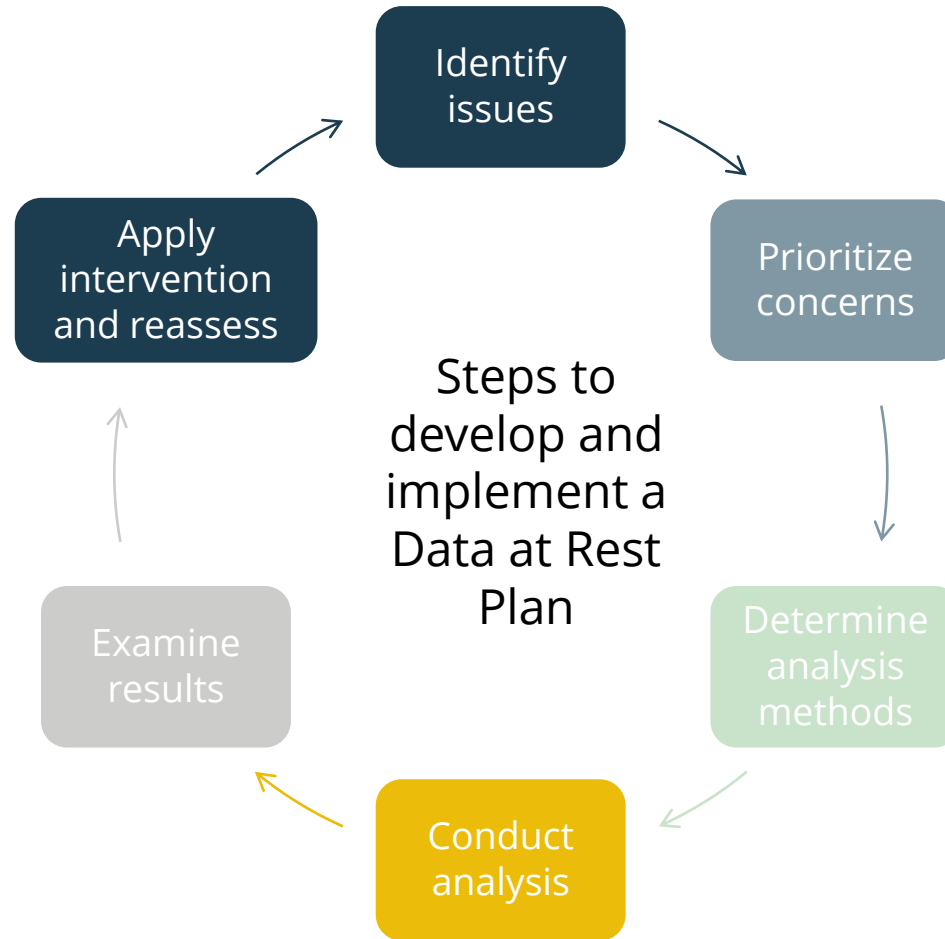 Identify
issues
Prioritize
concerns
Determine
analysis
methods
Conduct
analysis
Examine
results
Apply
intervention
and reassess
Steps to
develop and
implement a
Data at Rest
Plan